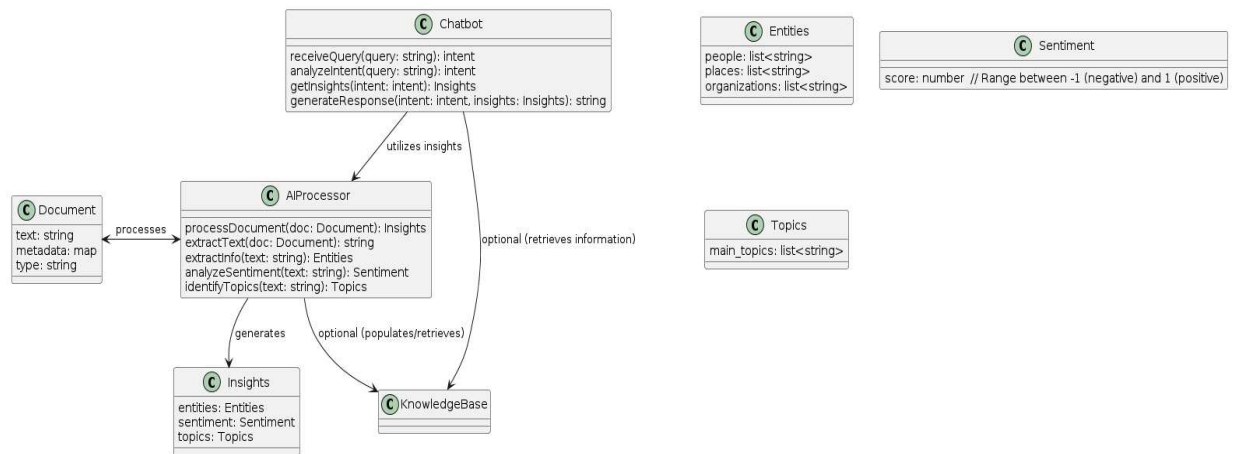 C Chatbot
receiveQuery(query: string): intent
analyzeIntent(query: string): intent
getInsights(intent: intent): Insights
generateResponse(intent: intent, insights: Insights): string
C Entities
people: list<string>
places: list<string>
organizations: list<string>
C Sentiment
score: number // Range between -1 (negative) and 1 (positive)
utilizes insights
C Document
text: string
metadata: map
type: string
processes
C AIProcessor
processDocument(doc: Document): Insights
extractText(doc: Document): string
extractInfo(text: string): Entities
analyzeSentiment(text: string): Sentiment
identifyTopics(text: string): Topics
optional (retrieves information)
C Topics
main_topics: list<string>
generates
optional (populates/retrieves)
C Insights
entities: Entities
sentiment: Sentiment
topics: Topics
C KnowledgeBase